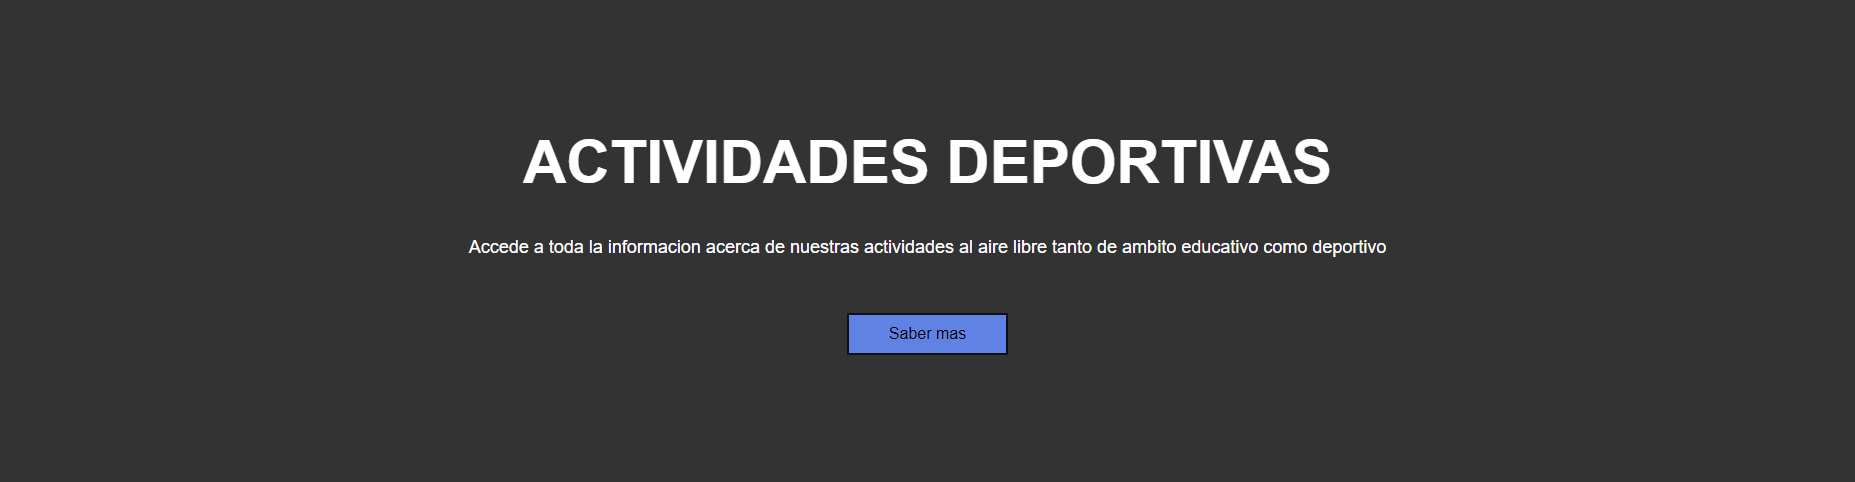 ACTIVIDADES DEPORTIVAS
Accede a toda la informacion acerca de nuestras actividades al aire libre tanto de ambito educativo como deportivo
Saber mas